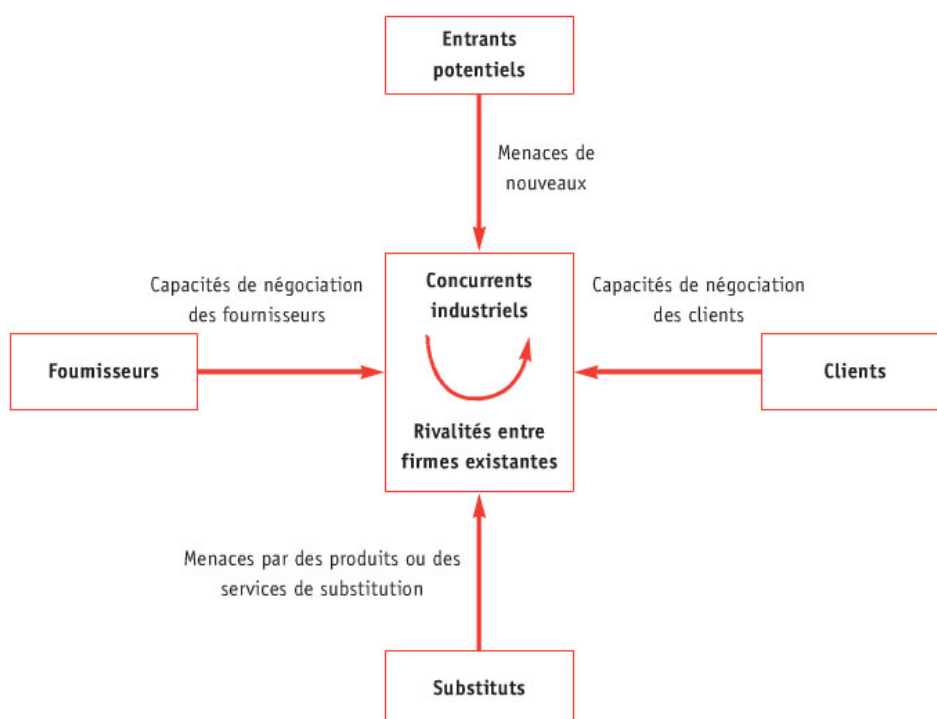 Entrants
potentiels
Menaces de
nouveaux
Capacités de négociation
des fournisseurs
Concurrents
industriels
Capacités de négociation
des clients
Foumisseurs
Clients
Rivalités entre
firmes existantes
Menaces par des produits ou des
services de substitution
Substituts